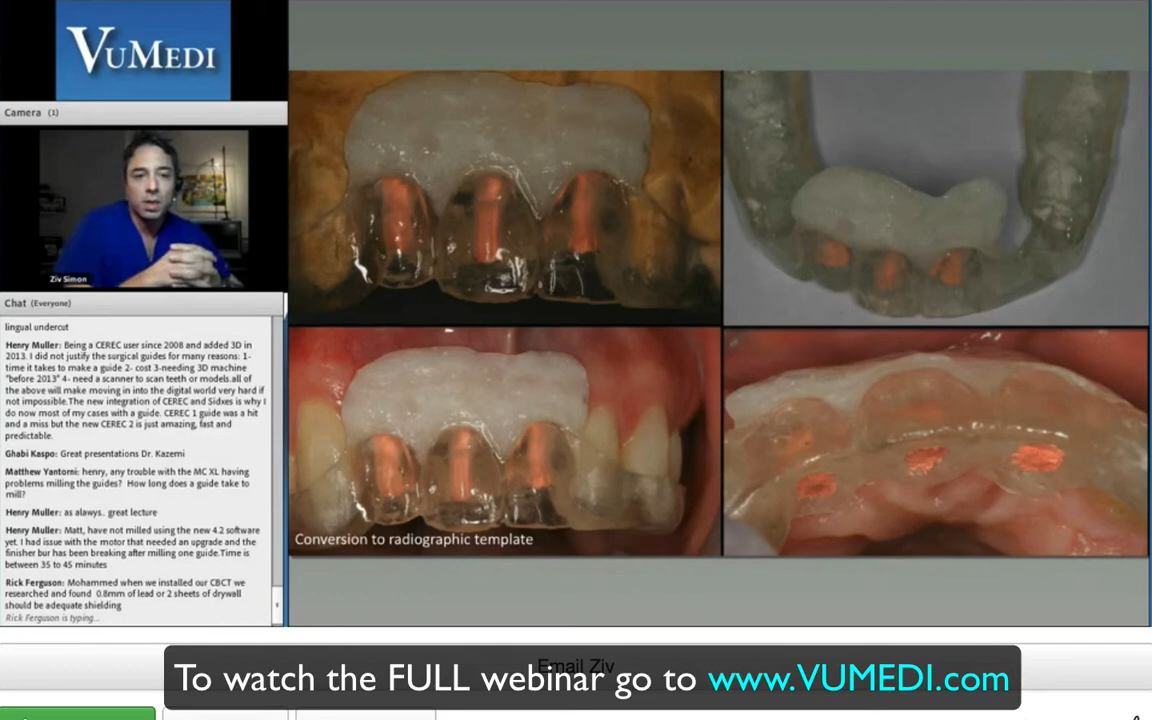 VUMEDI
Camera (1)
Ziv Simon
Chat (Everyone)
lingual undercut
Henry Muller: Being a CEREC user since 2008 and added 3D in
2013. I did not justify the surgical guides for many reasons: 1-
time it takes to make a guide 2- cost 3-needing 3D machine
"before 2013" 4- need a scanner to scan teeth or models.all of
the above will make moving in into the digital world very hard if
not impossible.The new integration of CEREC and Sidxes is why I
do now most of my cases with a guide. CEREC 1 guide was a hit
and a miss but the new CEREC 2 is just amazing, fast and
predictable.
Ghabi Kaspo: Great presentations Dr. Kazemi
Matthew Yantorni: henry, any trouble with the MC XL having
problems milling the guides? How long does a guide take to
mill?
Henry Muller: as alawys.. great lecture
Henry Muller: Matt, have not milled using the new 4.2 software
yet. I had issue with the motor that needed an upgrade and the
finisher bur has been breaking after milling one guide.Time is
between 35 to 45 minutes
Rick Ferguson: Mohammed when we installed our CBCT we
researched and found 0.8mm of lead or 2 sheets of drywall
should be adequate shielding
Rick Ferguson is typing...
Conversion to radiographic template
Email Ziv
To watch the FULL webinar go to www.VUMEDI.com